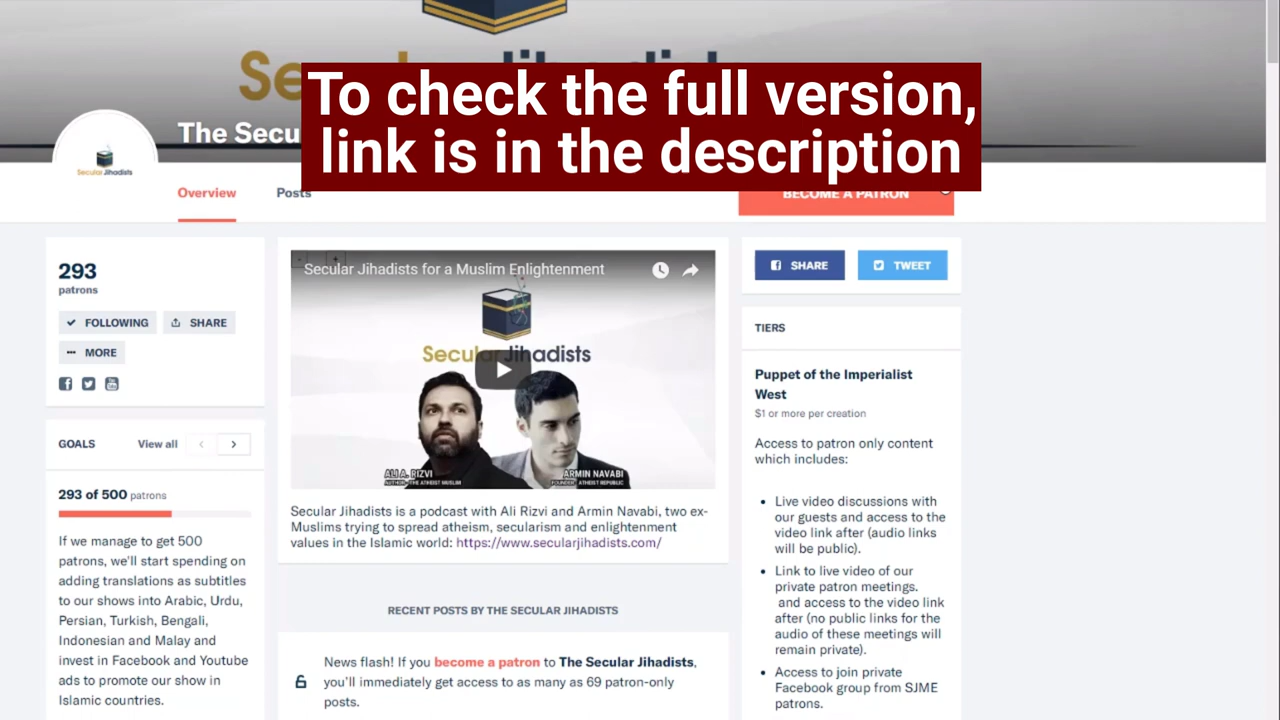 Se
To check the full version,
link is in the description
The Secu
Secular Jihadists
Overview
Posts
BECOME A PATRON
293
patrons
FOLLOWING
SHARE
MORE
GOALS
View all
293 of 500 patrons
If we manage to get 500
patrons, we'll start spending on
adding translations as subtitles
to our shows into Arabic, Urdu,
Persian, Turkish, Bengali,
Indonesian and Malay and
invest in Facebook and Youtube
ads to promote our show in
Islamic countries.
Secular Jihadists for a Muslim Enlightenment
Secular Jihadists
ALI A. RIZVI
AUTHOR - THE ATHEIST MUSLIM
ARMIN NAVABI
FOUNDER - ATHEIST REPUBLIC
Secular Jihadists is a podcast with Ali Rizvi and Armin Navabi, two ex-
Muslims trying to spread atheism, secularism and enlightenment
values in the Islamic world: https://www.secularjihadists.com/
RECENT POSTS BY THE SECULAR JIHADISTS
News flash! If you become a patron to The Secular Jihadists,
you'll immediately get access to as many as 69 patron-only
posts.
SHARE
TWEET
TIERS
Puppet of the Imperialist
West
$1 or more per creation
Access to patron only content
which includes:
Live video discussions with
our guests and access to the
video link after (audio links
will be public).
Link to live video of our
private patron meetings.
and access to the video link
after (no public links for the
audio of these meetings will
remain private).
Access to join private
Facebook group from SJME
patrons.